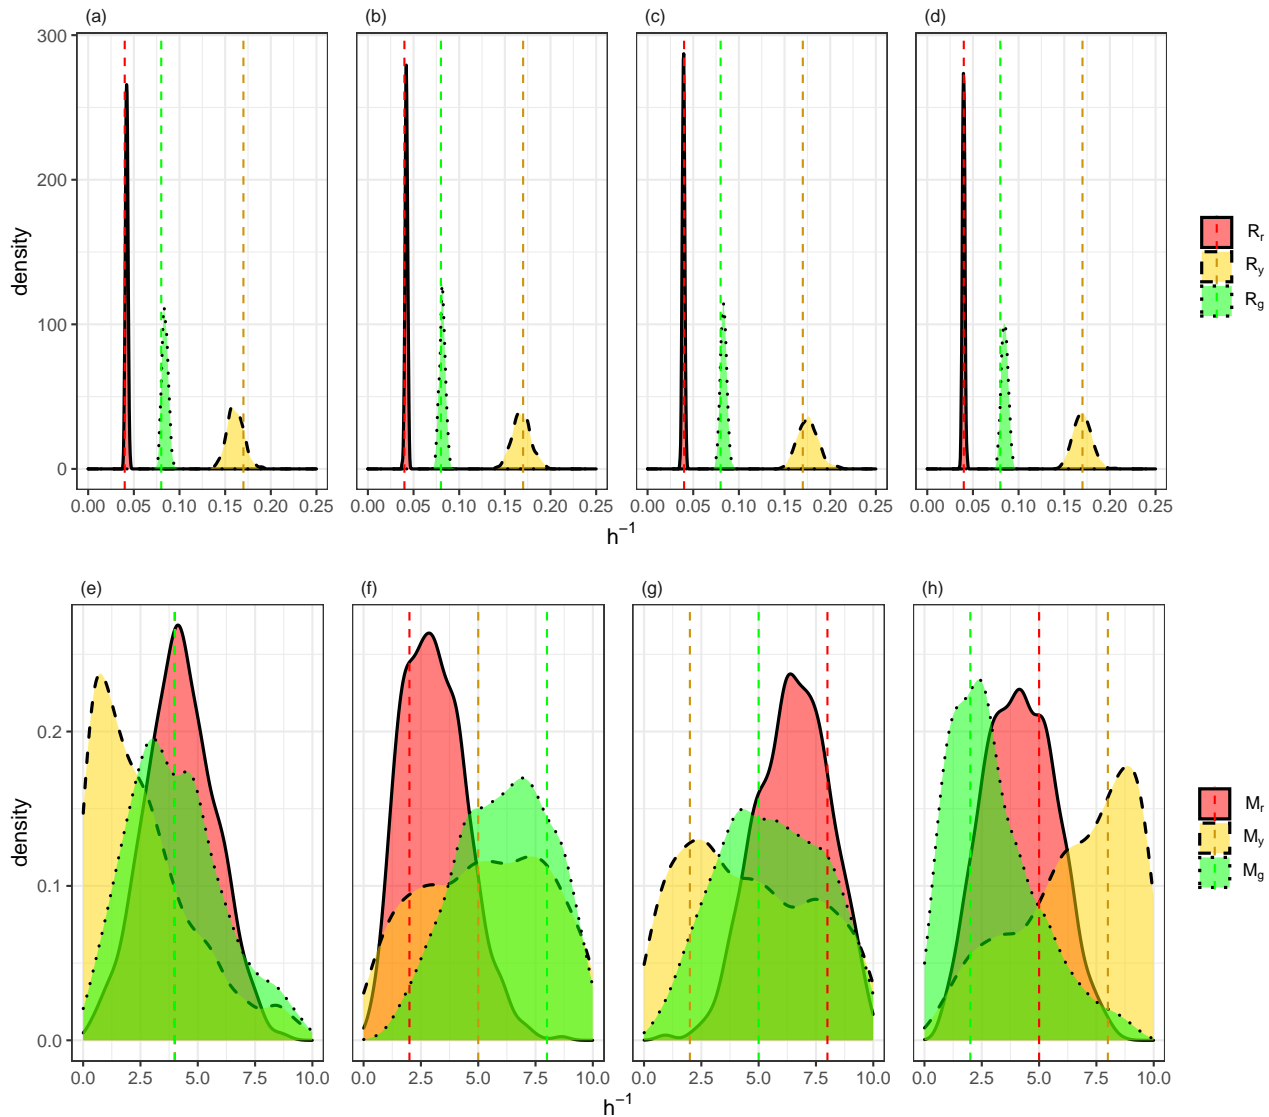 (a) (b) (c) (d)
300
200
100
0
density
0.00 0.05 0.10 0.15 0.20 0.25 0.00 0.05 0.10 0.15 0.20 0.25 0.00 0.05 0.10 0.15 0.20 0.25 0.00 0.05 0.10 0.15 0.20 0.25
h⁻¹
Rᵣ
R_y
R_g
(e) (f) (g) (h)
0.2
0.1
0.0
density
0.0 2.5 5.0 7.5 10.0 0.0 2.5 5.0 7.5 10.0 0.0 2.5 5.0 7.5 10.0 0.0 2.5 5.0 7.5 10.0
h⁻¹
Mᵣ
M_y
M_g